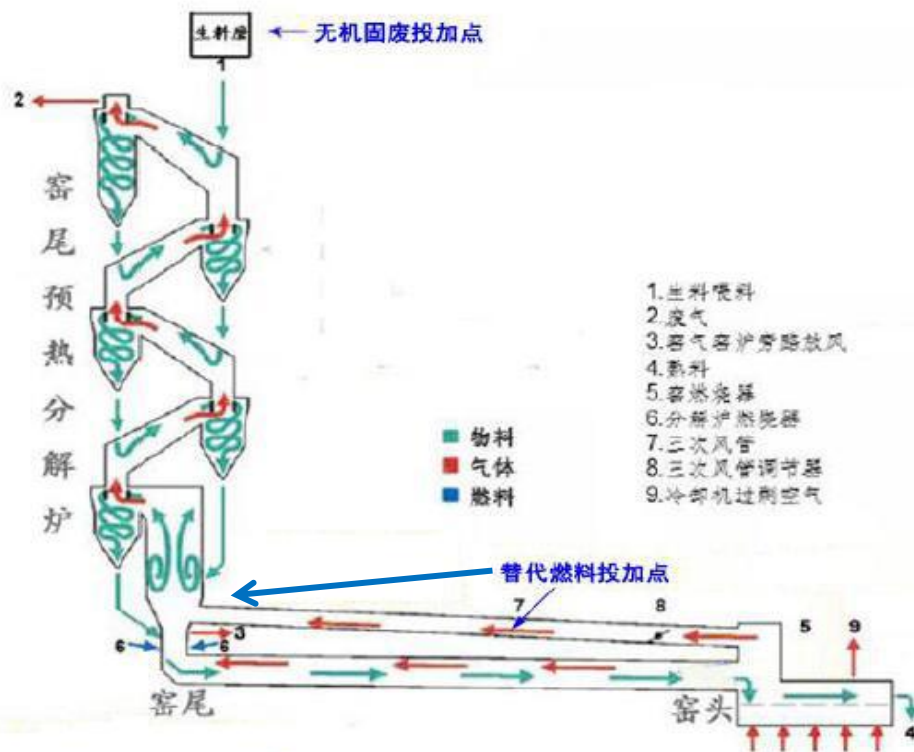 生料磨
无机固废投加点
1
2
窑尾预热分解炉
1.生料喂料
2.废气
3.窑气窑炉旁路放风
4.熟料
5.窑燃烧器
6.分解炉燃烧器
7.三次风管
8.三次风管调节器
9.冷却机过剩空气
物料
气体
燃料
替代燃料投加点
7
8
5
9
3
6
6
窑尾
窑头
4